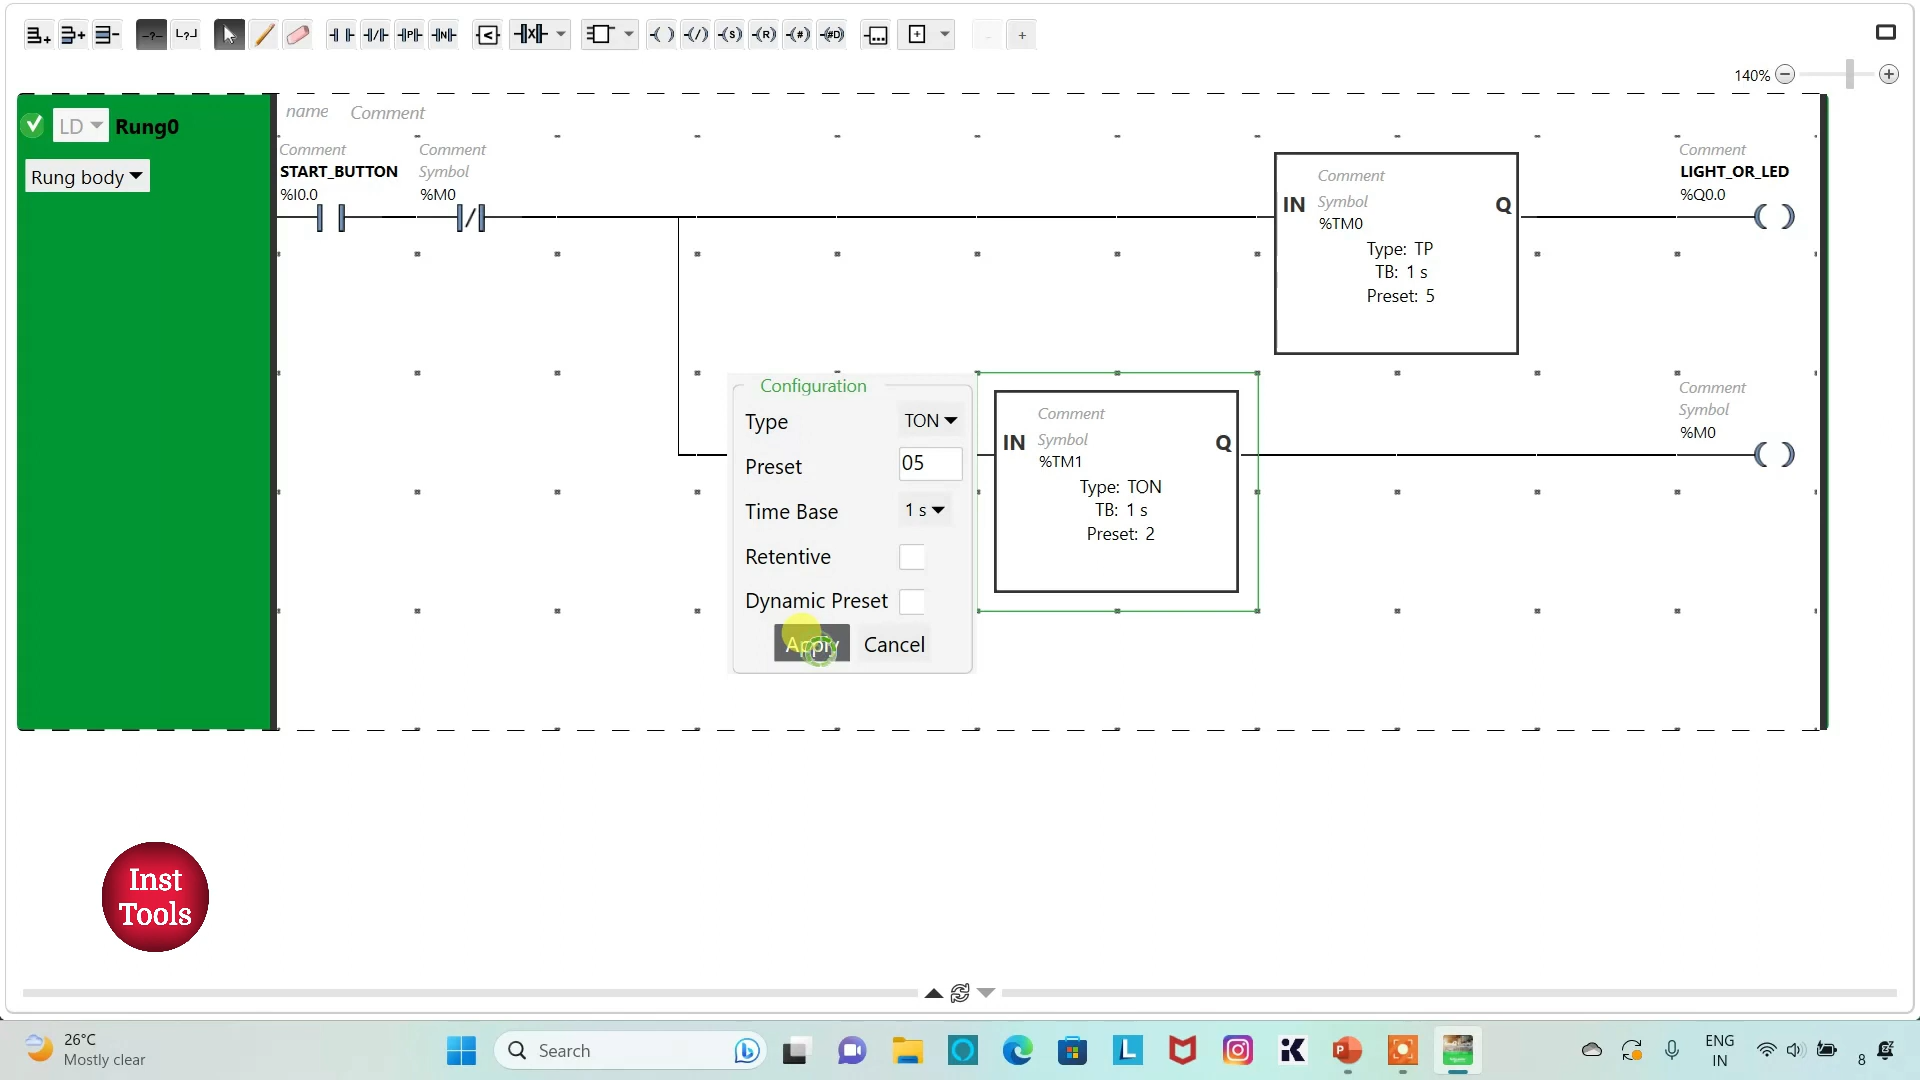 140%
LD Rung0
Rung body
name Comment
Comment
START_BUTTON
%I0.0
Comment
Symbol
%M0
Comment
Symbol
IN Q
%TM0
Type: TP
TB: 1 s
Preset: 5
Comment
LIGHT_OR_LED
%Q0.0
Configuration
Type TON
Preset 05
Time Base 1 s
Retentive
Dynamic Preset
Apply Cancel
Comment
Symbol
IN Q
%TM1
Type: TON
TB: 1 s
Preset: 2
Comment
Symbol
%M0
Inst
Tools
26°C
Mostly clear
Search
ENG
IN
8